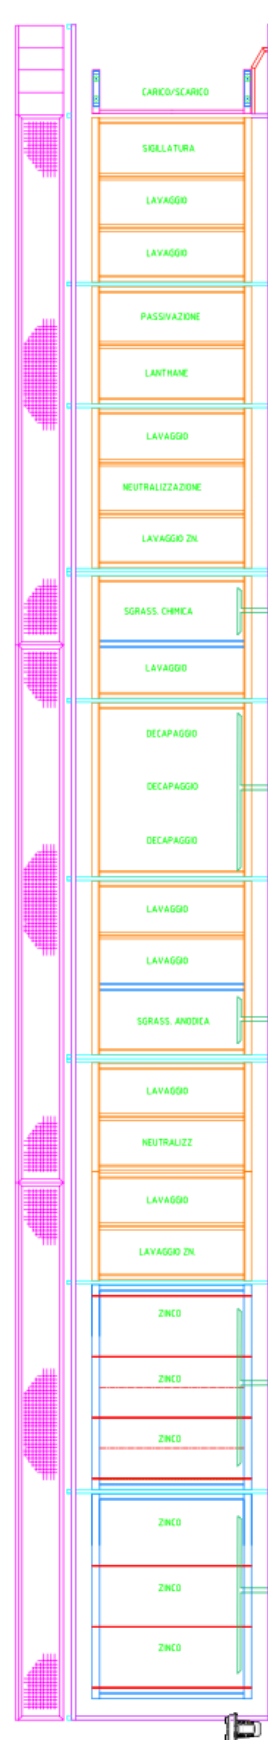 CARICO/SCARICO
SIGILLATURA
LAVAGGIO
LAVAGGIO
PASSIVAZIONE
LANTHANE
LAVAGGIO
NEUTRALIZZAZIONE
LAVAGGIO ZN.
SGRASS. CHIMICA
LAVAGGIO
DECAPAGGIO
DECAPAGGIO
DECAPAGGIO
LAVAGGIO
LAVAGGIO
SGRASS. ANODICA
LAVAGGIO
NEUTRALIZZ
LAVAGGIO
LAVAGGIO ZN.
ZINCO
ZINCO
ZINCO
ZINCO
ZINCO
ZINCO